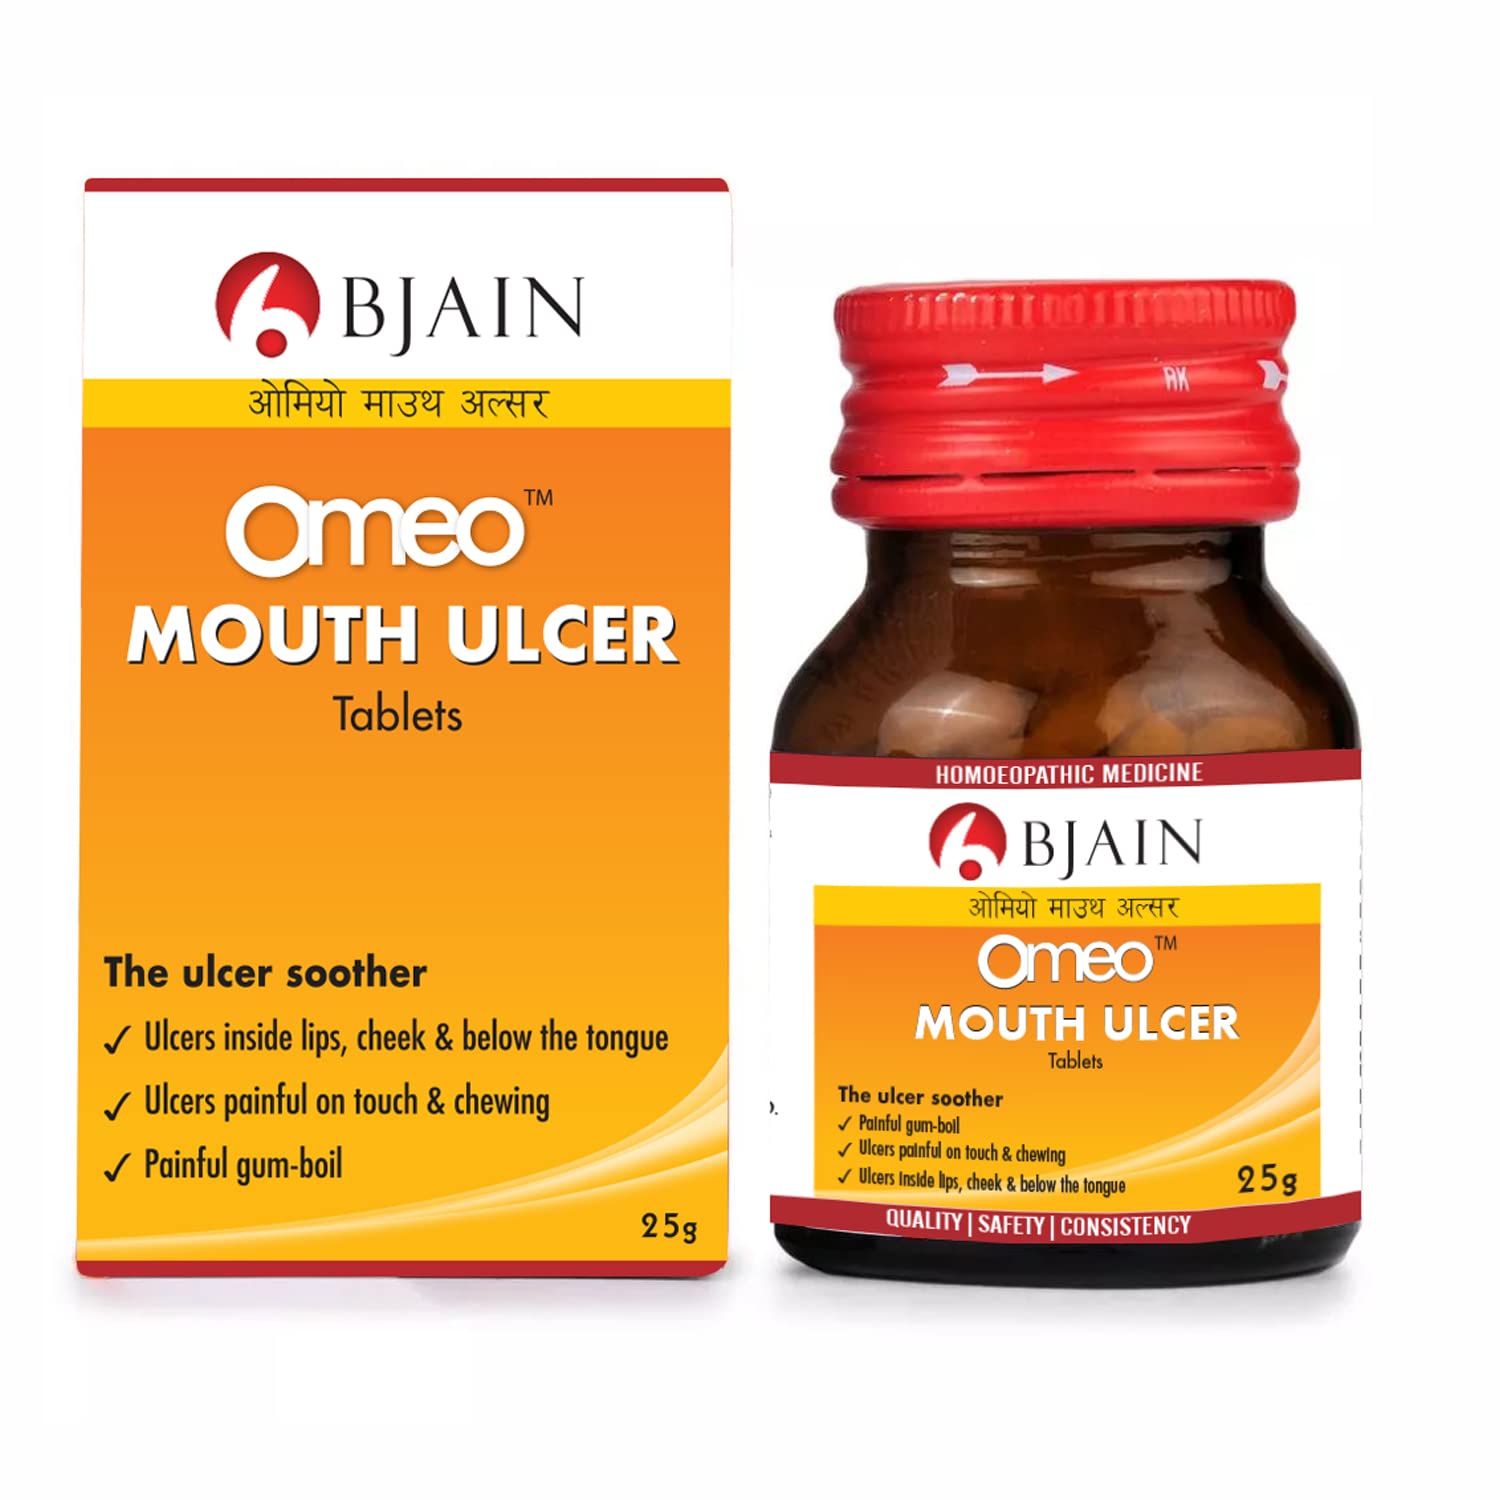 BJAIN
ओमियो माउथ अल्सर
Omeo™
MOUTH ULCER
Tablets
The ulcer soother
✓ Ulcers inside lips, cheek & below the tongue
✓ Ulcers painful on touch & chewing
✓ Painful gum-boil
25g
AK
HOMOEOPATHIC MEDICINE
BJAIN
ओमियो माउथ अल्सर
Omeo™
MOUTH ULCER
Tablets
The ulcer soother
✓ Painful gum-boil
✓ Ulcers painful on touch & chewing
✓ Ulcers inside lips, cheek & below the tongue
25g
QUALITY | SAFETY | CONSISTENCY